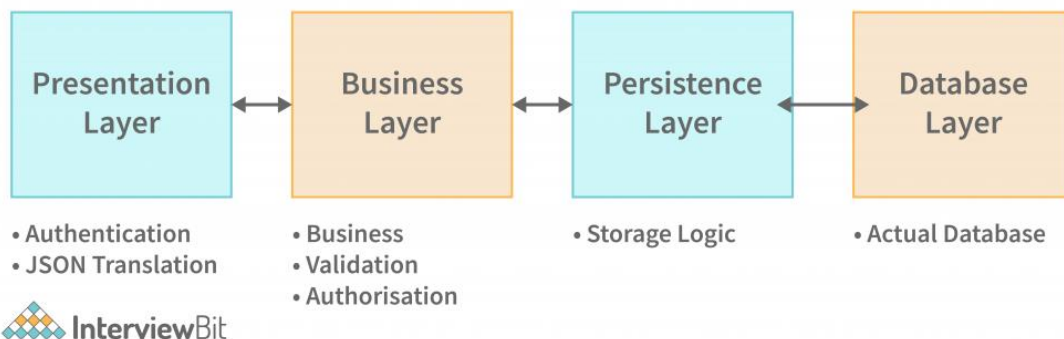 Presentation
Layer
Business
Layer
Persistence
Layer
Database
Layer
• Authentication
• JSON Translation
• Business
• Validation
• Authorisation
• Storage Logic
• Actual Database
InterviewBit